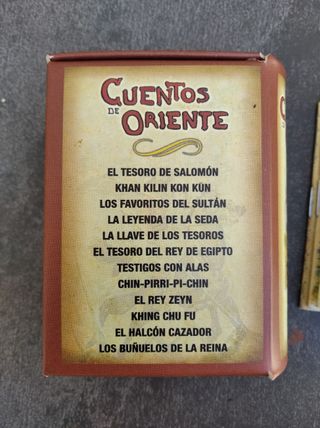 CUENTOS
DE ORIENTE
EL TESORO DE SALOMÓN
KHAN KILIN KON KÜN
LOS FAVORITOS DEL SULTÁN
LA LEYENDA DE LA SEDA
LA LLAVE DE LOS TESOROS
EL TESORO DEL REY DE EGIPTO
TESTIGOS CON ALAS
CHIN-PIRRI-PI-CHIN
EL REY ZEYN
KHING CHU FU
EL HALCÓN CAZADOR
LOS BUÑUELOS DE LA REINA